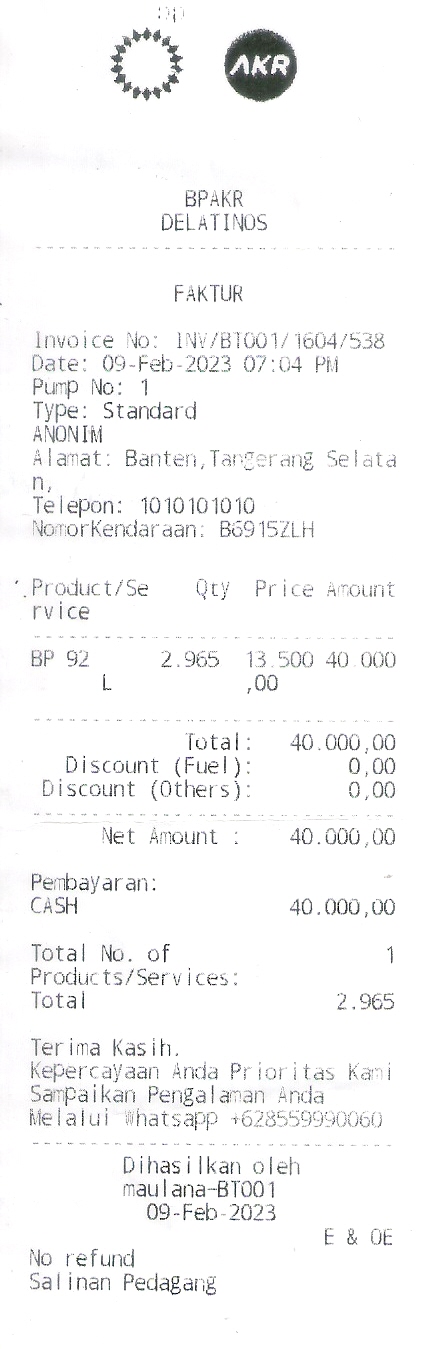 bp
AKR
BPAKR
DELATINOS
FAKTUR
Invoice No: INV/BT001/1604/538
Date: 09-Feb-2023 07:04 PM
Pump No: 1
Type: Standard
ANONIM
Alamat: Banten,Tangerang Selata
n,
Telepon: 1010101010
NomorKendaraan: B6915ZLH
Product/Se Qty Price Amount
rvice
BP 92 2.965 13.500 40.000
L ,00
Total: 40.000,00
Discount (Fuel): 0,00
Discount (Others): 0,00
Net Amount : 40.000,00
Pembayaran:
CASH 40.000,00
Total No. of 1
Products/Services:
Total 2.965
Terima Kasih.
Kepercayaan Anda Prioritas Kami
Sampaikan Pengalaman Anda
Melalui Whatsapp +628559990060
Dihasilkan oleh
maulana-BT001
09-Feb-2023
E & OE
No refund
Salinan Pedagang